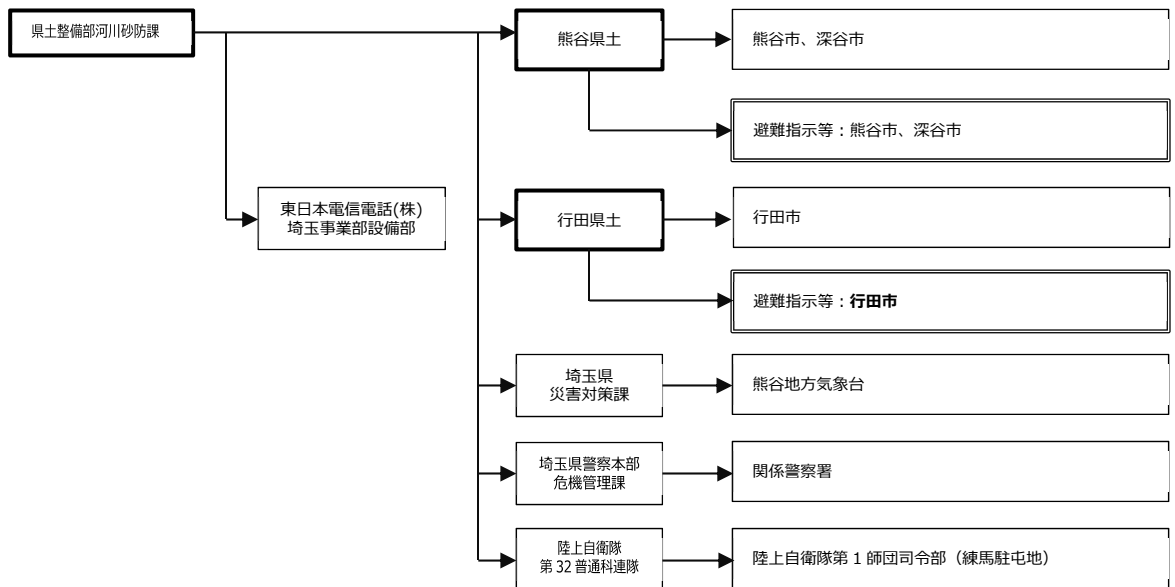 県土整備部河川砂防課
熊谷県土
熊谷市、深谷市
避難指示等：熊谷市、深谷市
東日本電信電話(株)
埼玉事業部設備部
行田県土
行田市
避難指示等：行田市
埼玉県
災害対策課
熊谷地方気象台
埼玉県警察本部
危機管理課
関係警察署
陸上自衛隊
第 32 普通科連隊
陸上自衛隊第 1 師団司令部（練馬駐屯地）